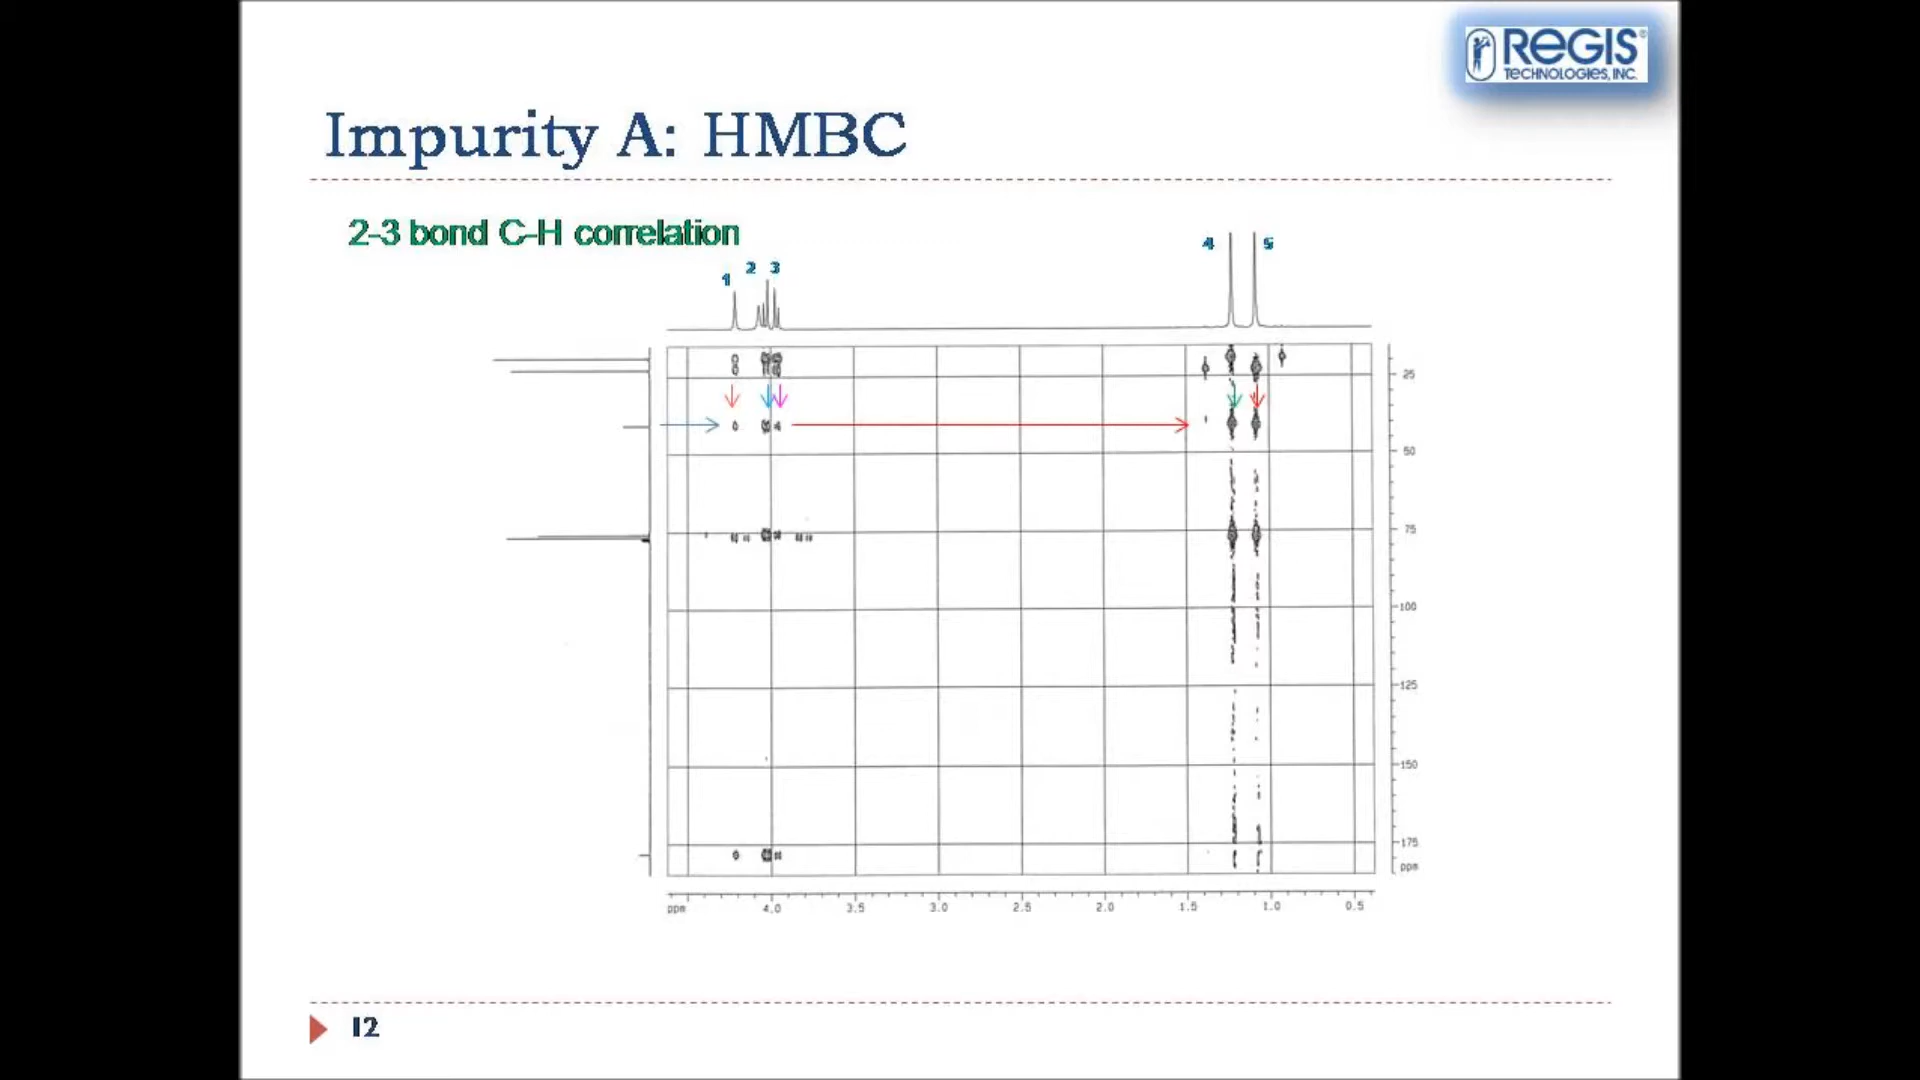 REGIS®
TECHNOLOGIES, INC.
Impurity A: HMBC
2-3 bond C-H correlation
4
5
2 3
1
25
50
75
100
125
150
175
ppm
ppm 4.0 3.5 3.0 2.5 2.0 1.5 1.0 0.5
12